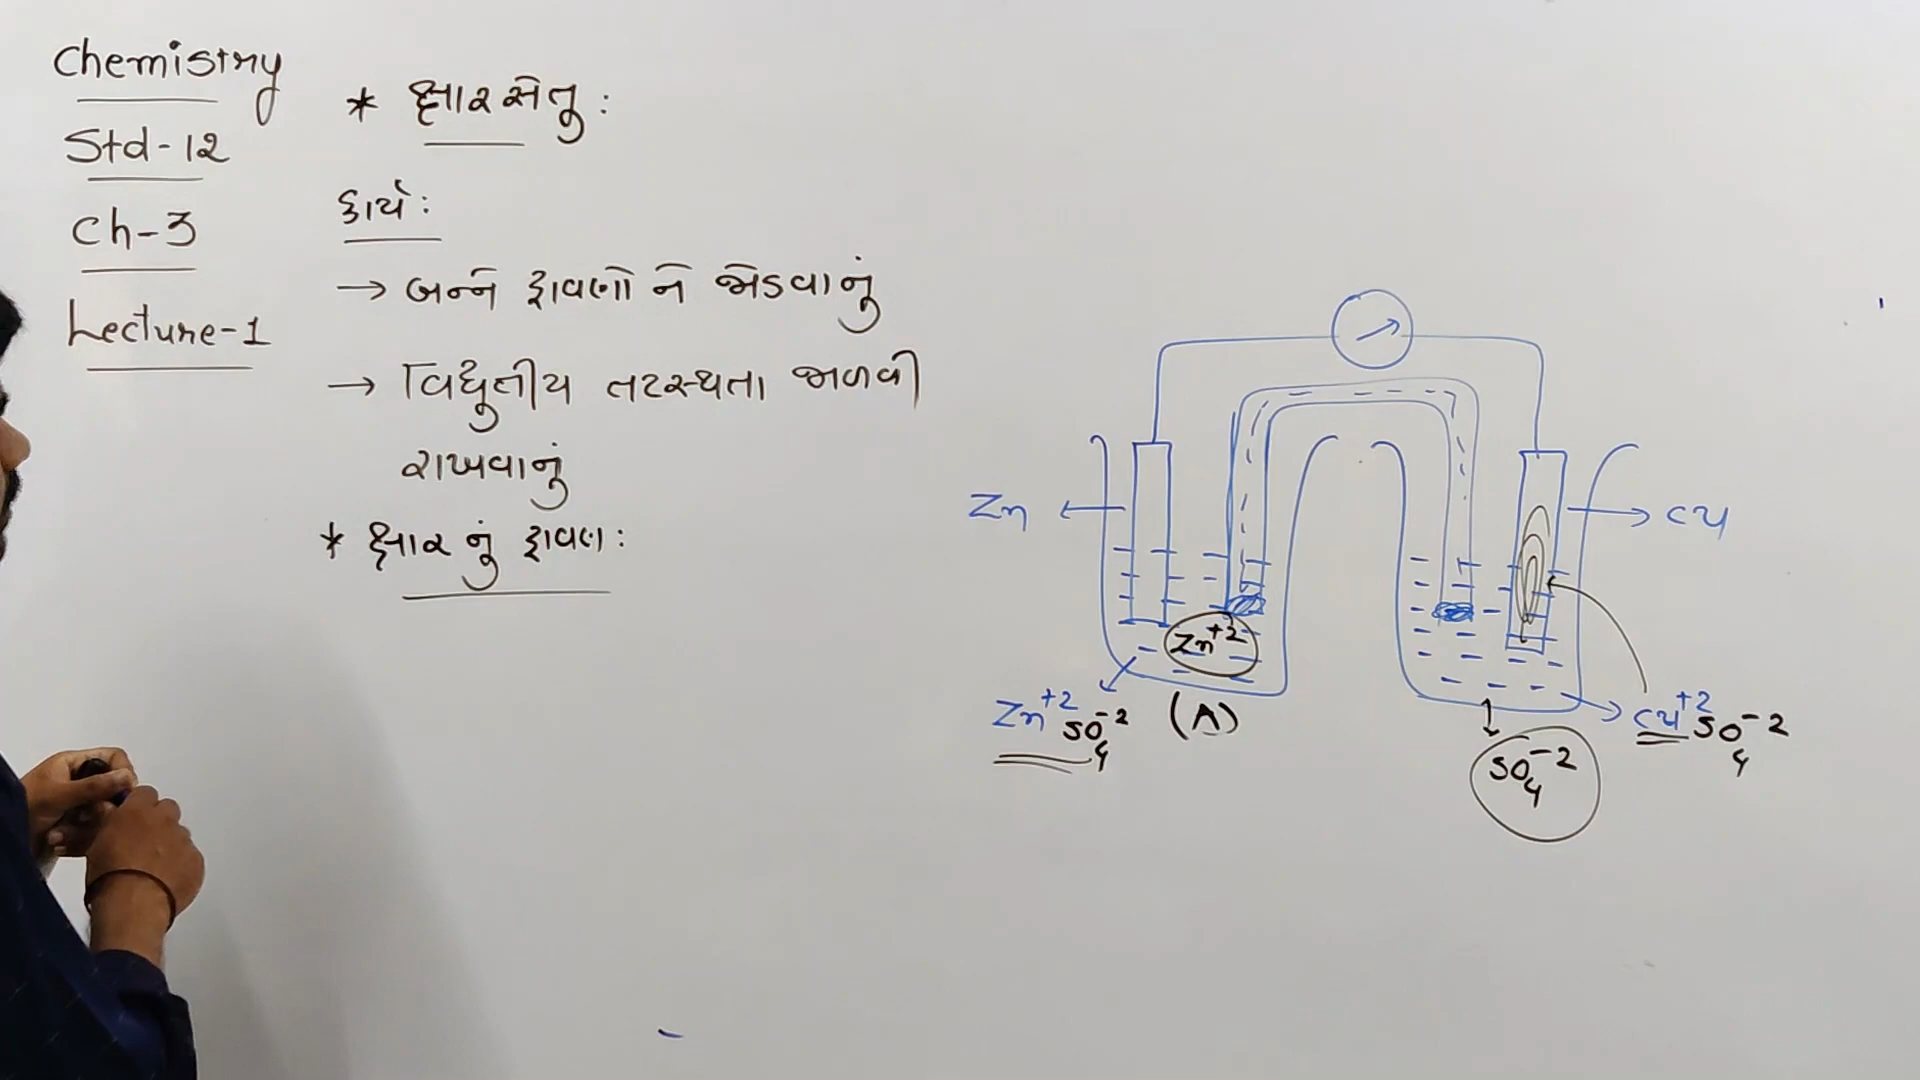 Chemistry
Std-12
Ch-3
Lecture-1
* ક્ષારસેતુ :
કાર્ય :
→ બન્ને દ્રાવણો ને જોડવાનું
→ વિદ્યુતીય તટસ્થતા જાળવી
રાખવાનું
* ક્ષાર નું દ્રાવણ :
Zn ←
→ Cu
Zn+2
Zn+2 SO4-2
(A)
Cu+2 SO4-2
SO4-2